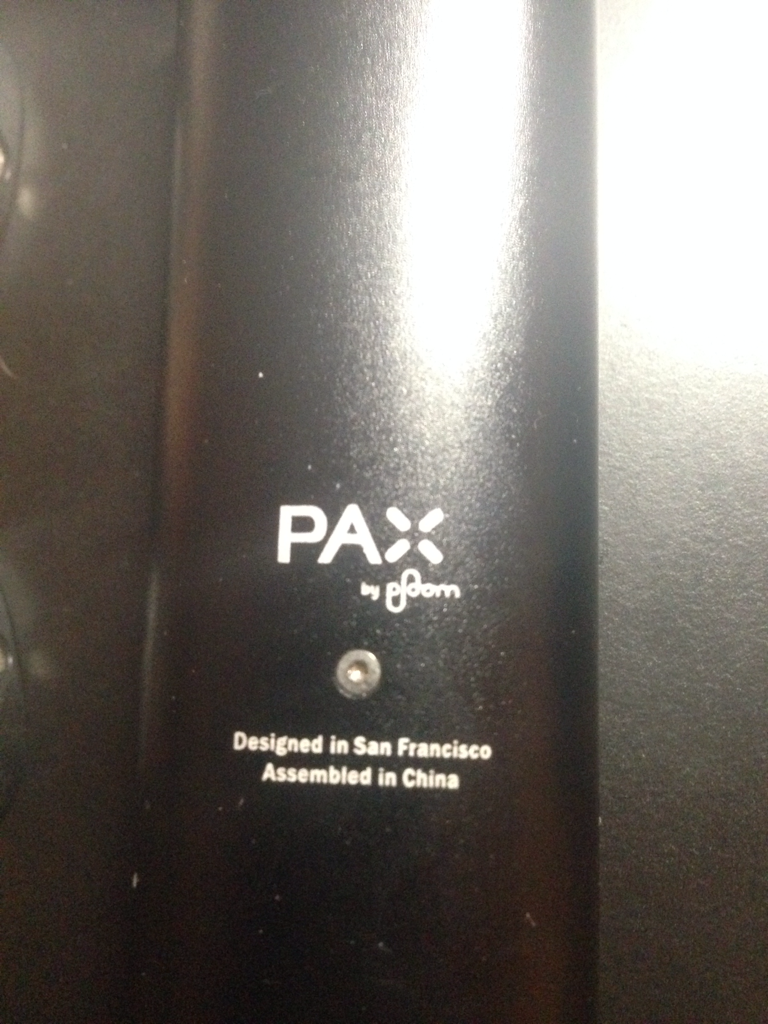 PAX
by ploom
Designed in San Francisco
Assembled in China